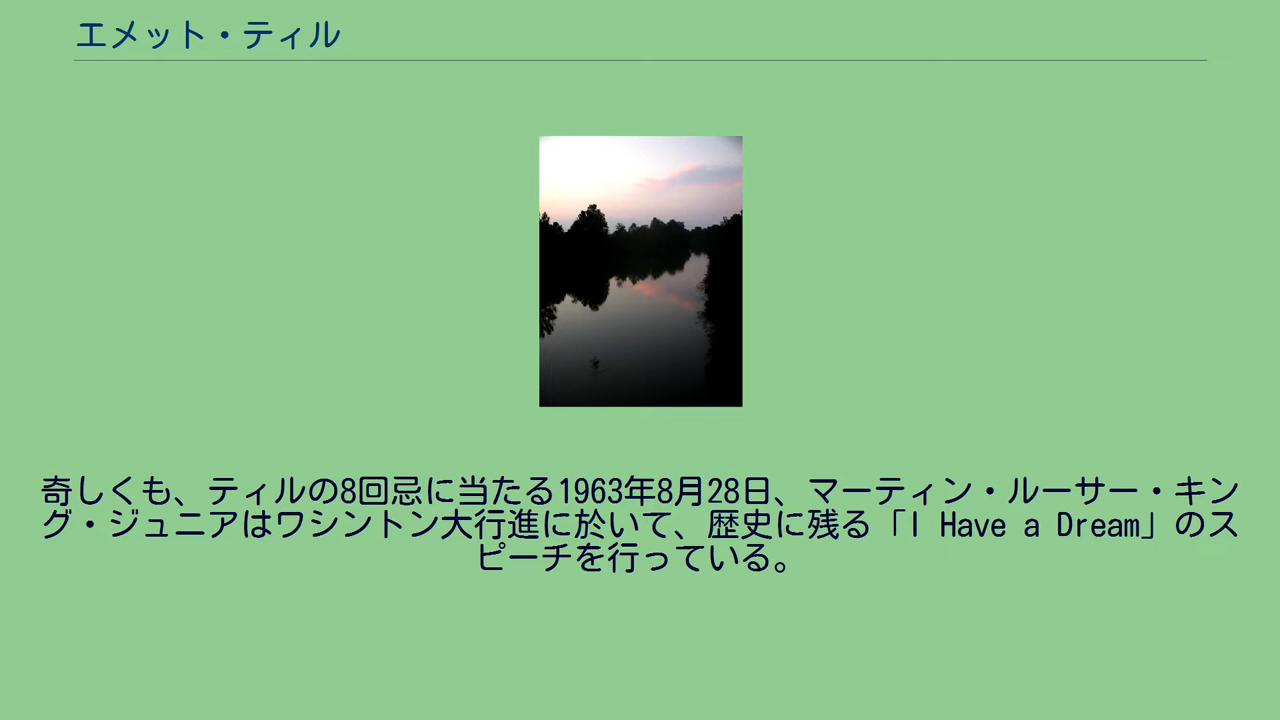 エメット・ティル
奇しくも、ティルの8回忌に当たる1963年8月28日、マーティン・ルーサー・キン
グ・ジュニアはワシントン大行進に於いて、歴史に残る「I Have a Dream」のス
ピーチを行っている。